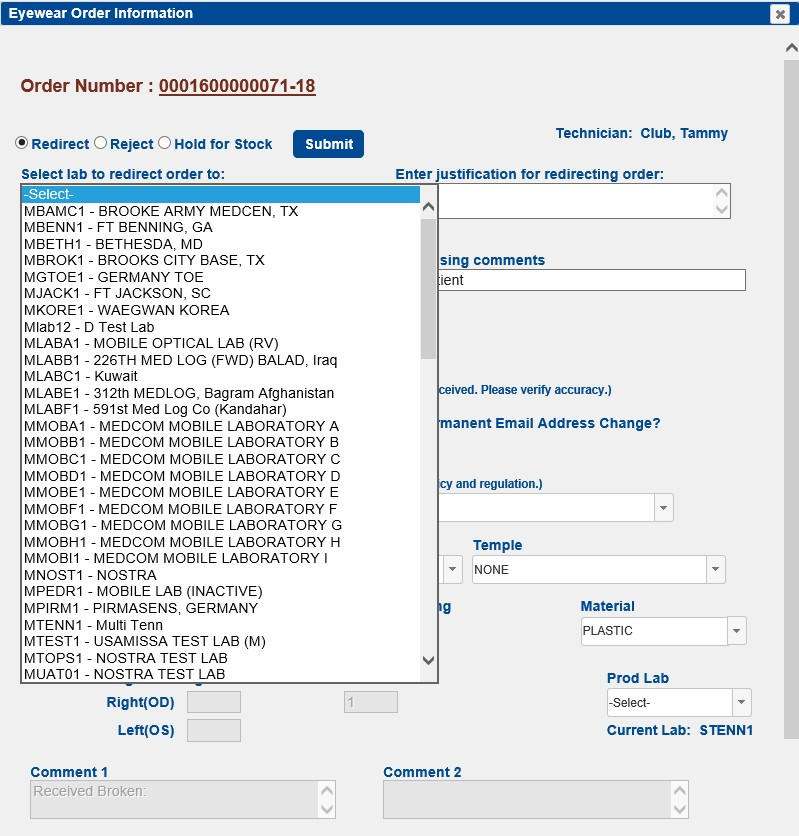 Eyewear Order Information
Order Number : 0001600000071-18
Redirect Reject Hold for Stock Submit
Technician: Club, Tammy
Select lab to redirect order to:
Enter justification for redirecting order:
-Select-
MBAMC1 - BROOKE ARMY MEDCEN, TX
MBENN1 - FT BENNING, GA
MBETH1 - BETHESDA, MD
MBROK1 - BROOKS CITY BASE, TX
MGTOE1 - GERMANY TOE
MJACK1 - FT JACKSON, SC
MKORE1 - WAEGWAN KOREA
Mlab12 - D Test Lab
MLABA1 - MOBILE OPTICAL LAB (RV)
MLABB1 - 226TH MED LOG (FWD) BALAD, Iraq
MLABC1 - Kuwait
MLABE1 - 312th MEDLOG, Bagram Afghanistan
MLABF1 - 591st Med Log Co (Kandahar)
MMOBA1 - MEDCOM MOBILE LABORATORY A
MMOBB1 - MEDCOM MOBILE LABORATORY B
MMOBC1 - MEDCOM MOBILE LABORATORY C
MMOBD1 - MEDCOM MOBILE LABORATORY D
MMOBE1 - MEDCOM MOBILE LABORATORY E
MMOBF1 - MEDCOM MOBILE LABORATORY F
MMOBG1 - MEDCOM MOBILE LABORATORY G
MMOBH1 - MEDCOM MOBILE LABORATORY H
MMOBI1 - MEDCOM MOBILE LABORATORY I
MNOST1 - NOSTRA
MPEDR1 - MOBILE LAB (INACTIVE)
MPIRM1 - PIRMASENS, GERMANY
MTENN1 - Multi Tenn
MTEST1 - USAMISSA TEST LAB (M)
MTOPS1 - NOSTRA TEST LAB
MUAT01 - NOSTRA TEST LAB
sing comments
tient
ceived. Please verify accuracy.)
manent Email Address Change?
cy and regulation.)
Temple
NONE
ng
Material
PLASTIC
Prod Lab
-Select-
Right(OD) 1
Left(OS)
Current Lab: STENN1
Comment 1
Received Broken:
Comment 2